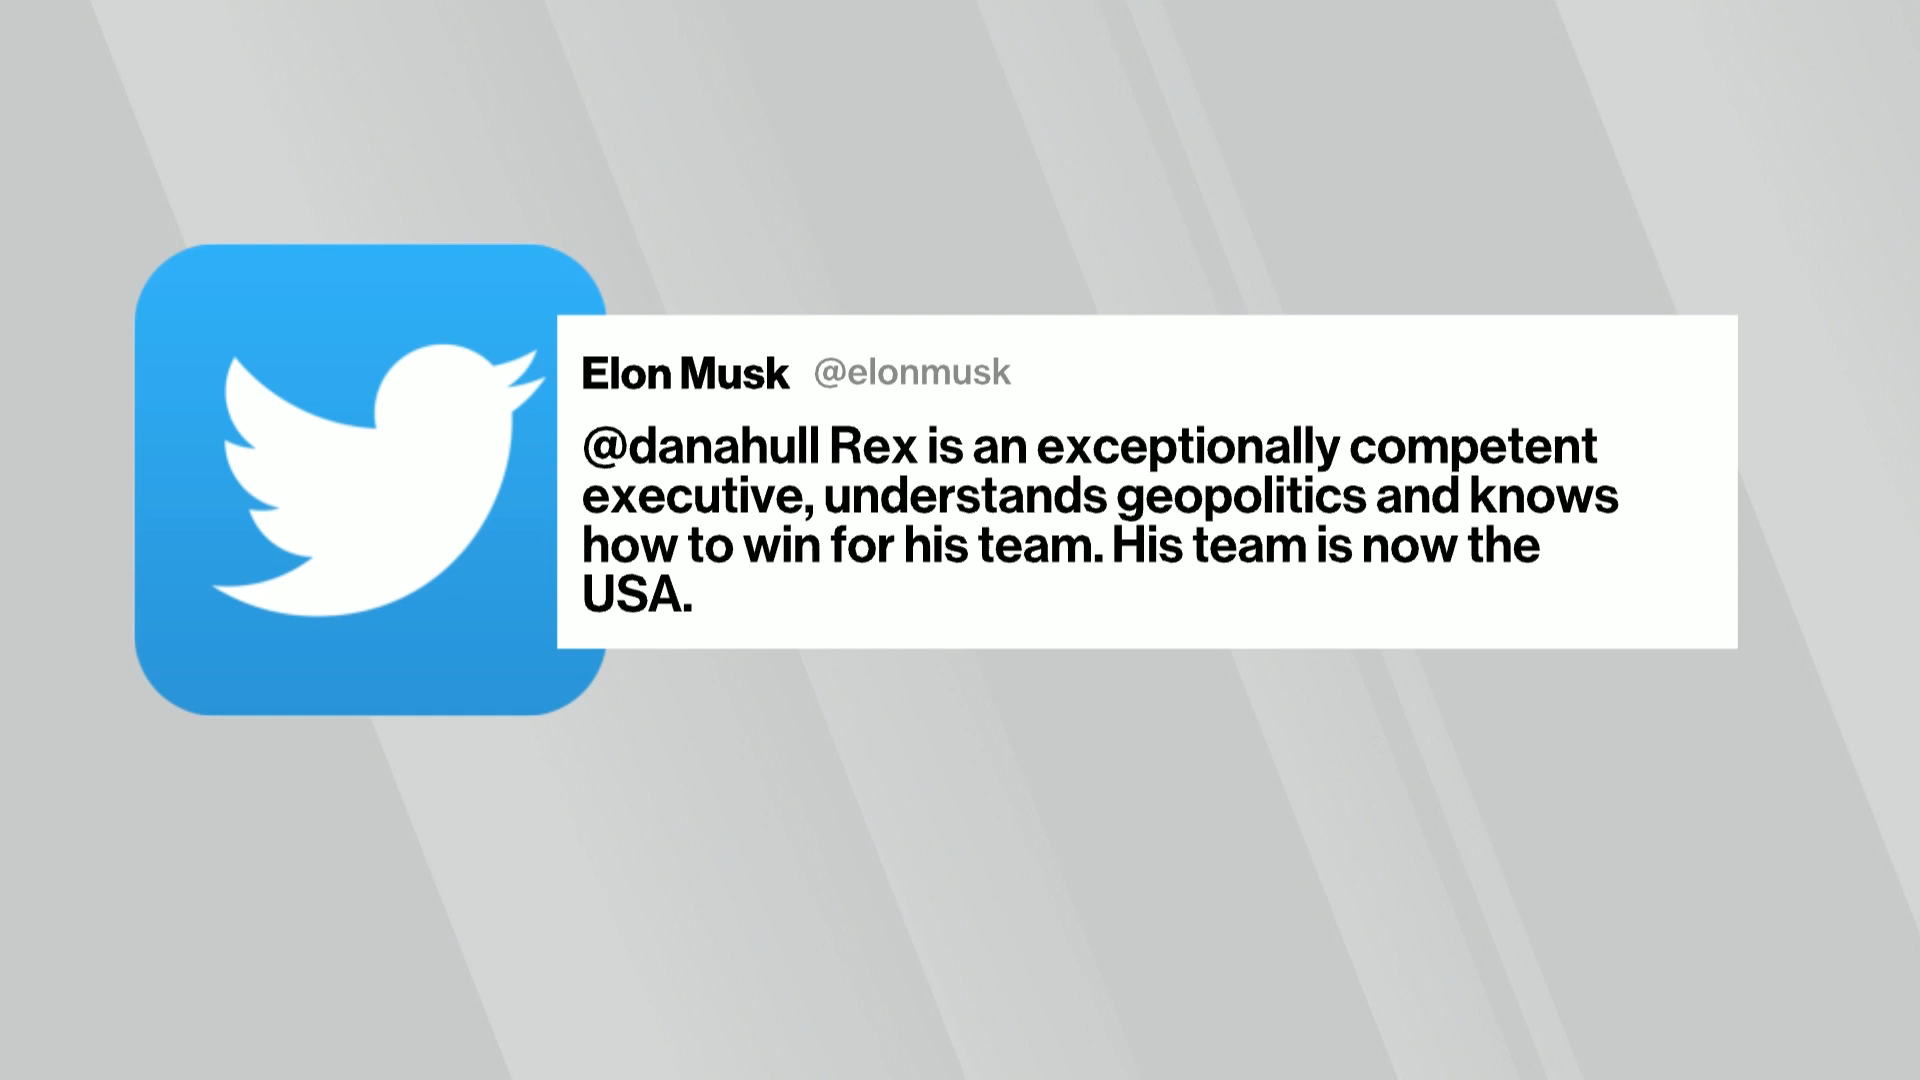 Elon Musk @elonmusk
@danahull Rex is an exceptionally competent
executive, understands geopolitics and knows
how to win for his team. His team is now the
USA.